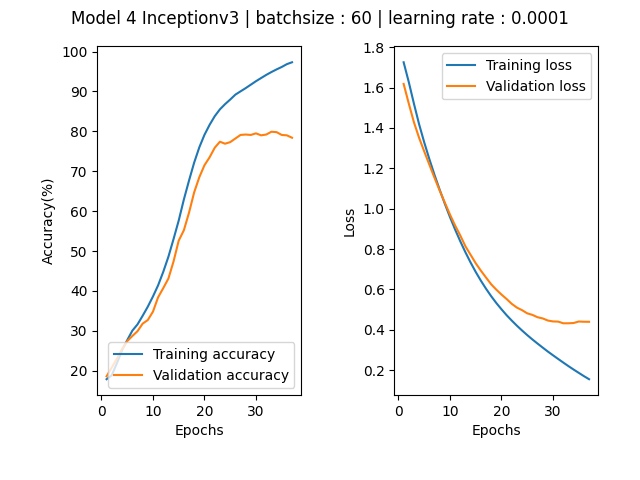 Model 4 Inceptionv3 | batchsize : 60 | learning rate : 0.0001
100
90
80
70
60
50
40
30
20
Accuracy(%)
Training accuracy
Validation accuracy
0 10 20 30
Epochs
1.8
1.6
1.4
1.2
1.0
0.8
0.6
0.4
0.2
Loss
Training loss
Validation loss
0 10 20 30
Epochs